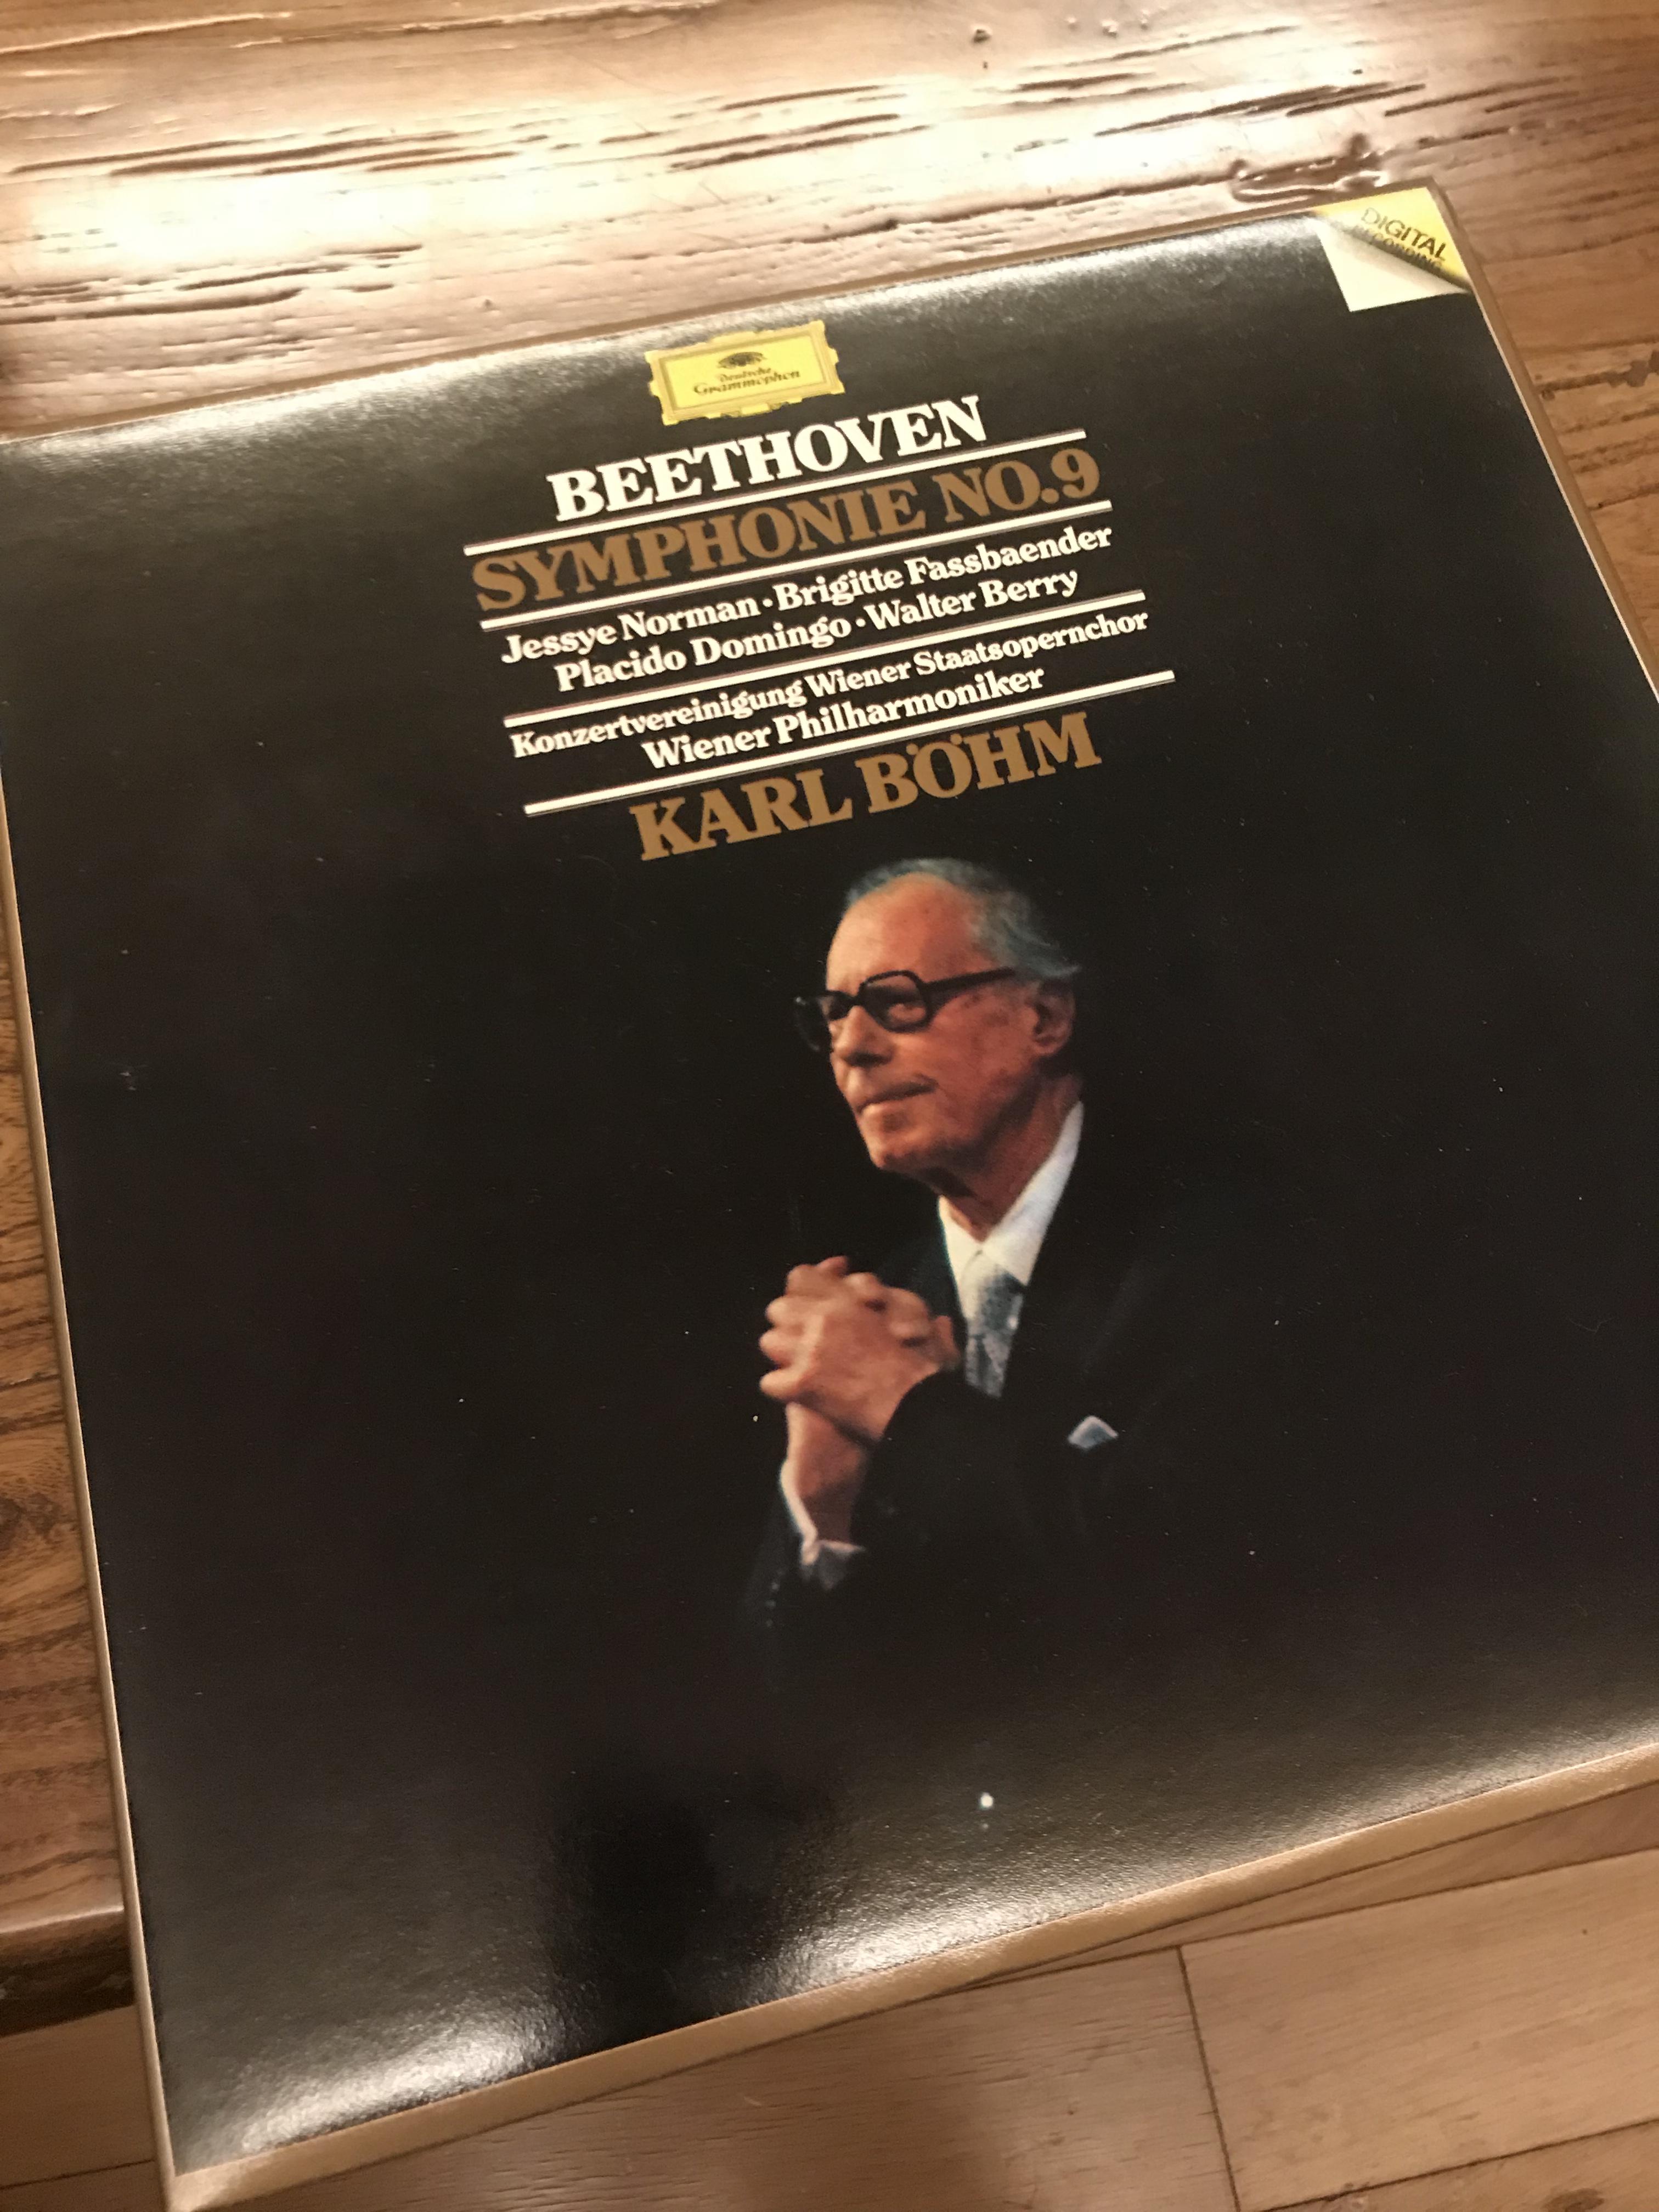 DIGITAL
RECORDING
Deutsche
Grammophon
BEETHOVEN
SYMPHONIE NO.9
Jessye Norman · Brigitte Fassbaender
Placido Domingo · Walter Berry
Konzertvereinigung Wiener Staatsopernchor
Wiener Philharmoniker
KARL BÖHM